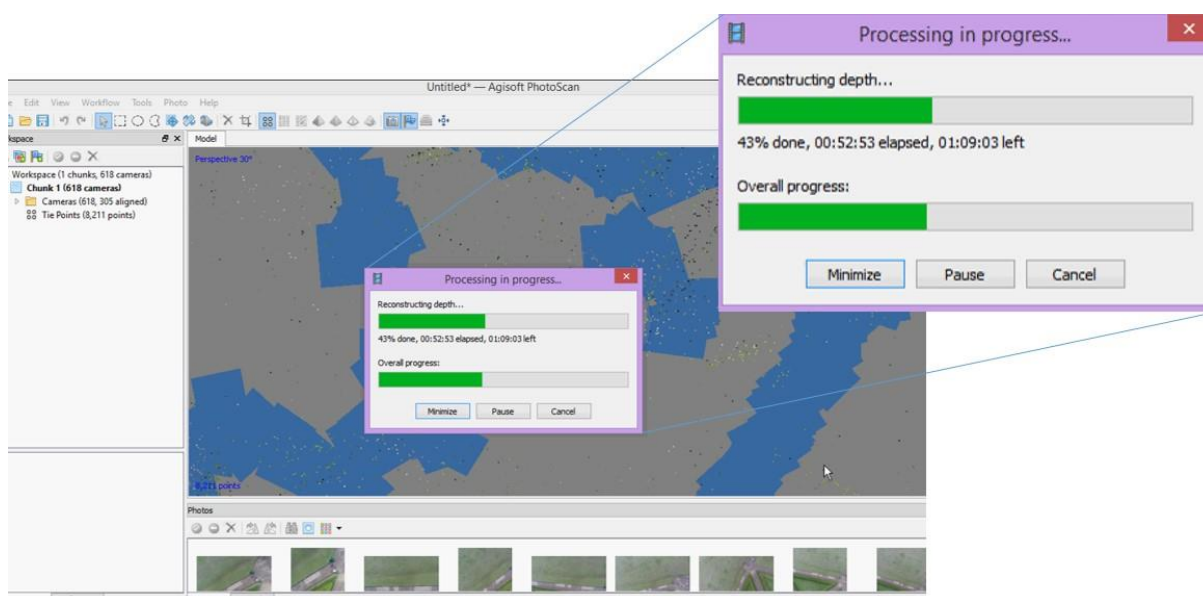 Untitled* — Agisoft PhotoScan
Edit View Workflow Tools Photo Help
Model
Perspective 30°
Workspace (1 chunks, 618 cameras)
Chunk 1 (618 cameras)
Cameras (618, 305 aligned)
Tie Points (8,211 points)
Processing in progress...
Reconstructing depth...
43% done, 00:52:53 elapsed, 01:09:03 left
Overall progress:
Minimize Pause Cancel
8,211 points
Photos
Processing in progress...
Reconstructing depth...
43% done, 00:52:53 elapsed, 01:09:03 left
Overall progress:
Minimize Pause Cancel